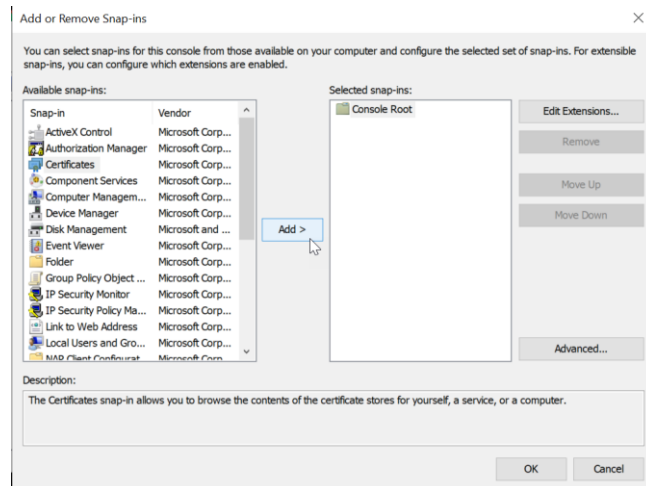 Add or Remove Snap-ins
You can select snap-ins for this console from those available on your computer and configure the selected set of snap-ins. For extensible
snap-ins, you can configure which extensions are enabled.
Available snap-ins:
Selected snap-ins:
Snap-in Vendor
ActiveX Control Microsoft Corp...
Authorization Manager Microsoft Corp...
Certificates Microsoft Corp...
Component Services Microsoft Corp...
Computer Managem... Microsoft Corp...
Device Manager Microsoft Corp...
Disk Management Microsoft and ...
Event Viewer Microsoft Corp...
Folder Microsoft Corp...
Group Policy Object ... Microsoft Corp...
IP Security Monitor Microsoft Corp...
IP Security Policy Ma... Microsoft Corp...
Link to Web Address Microsoft Corp...
Local Users and Gro... Microsoft Corp...
NAP Client Configurat... Microsoft Corp...
Add >
Console Root
Edit Extensions...
Remove
Move Up
Move Down
Advanced...
Description:
The Certificates snap-in allows you to browse the contents of the certificate stores for yourself, a service, or a computer.
OK
Cancel